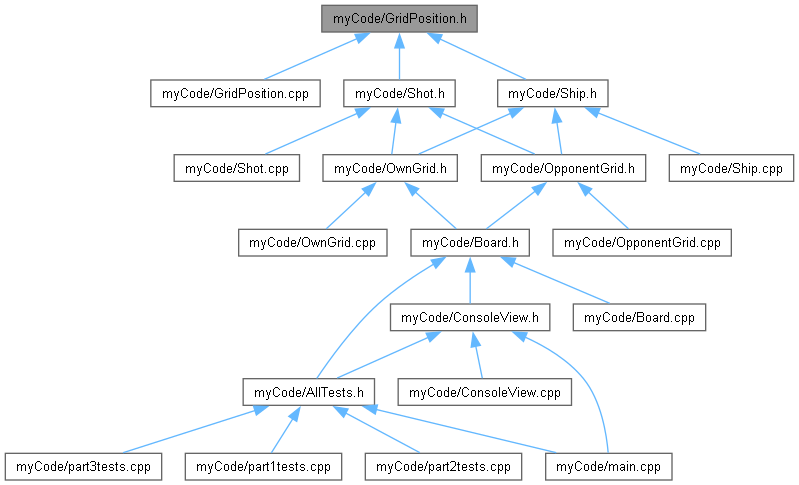 myCode/GridPosition.h
myCode/GridPosition.cpp
myCode/Shot.h
myCode/Ship.h
myCode/Shot.cpp
myCode/OwnGrid.h
myCode/OpponentGrid.h
myCode/Ship.cpp
myCode/OwnGrid.cpp
myCode/Board.h
myCode/OpponentGrid.cpp
myCode/ConsoleView.h
myCode/Board.cpp
myCode/AllTests.h
myCode/ConsoleView.cpp
myCode/part3tests.cpp
myCode/part1tests.cpp
myCode/part2tests.cpp
myCode/main.cpp